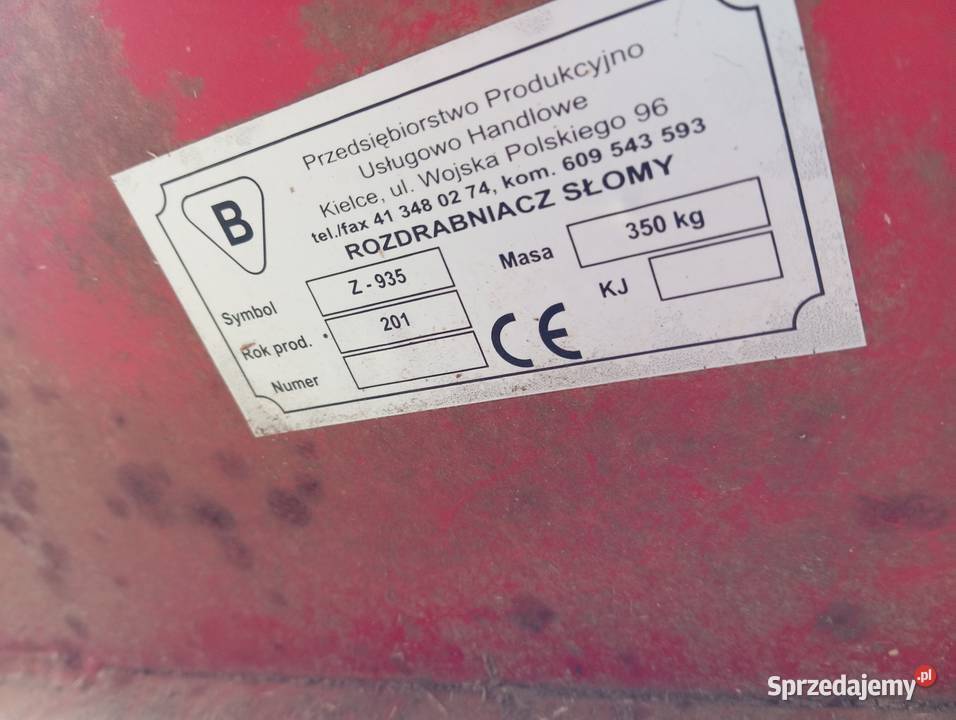 B
Przedsiębiorstwo Produkcyjno
Usługowo Handlowe
Kielce, ul. Wojska Polskiego 96
tel./fax 41 348 02 74, kom. 609 543 593
ROZDRABNIACZ SŁOMY
Symbol Z - 935 Masa 350 kg
Rok prod. 201 KJ
Numer CE
Sprzedajemy.pl